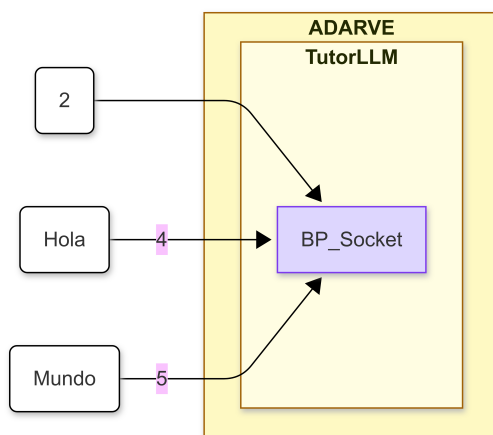 ADARVE
TutorLLM
2
Hola
4
BP_Socket
Mundo
5